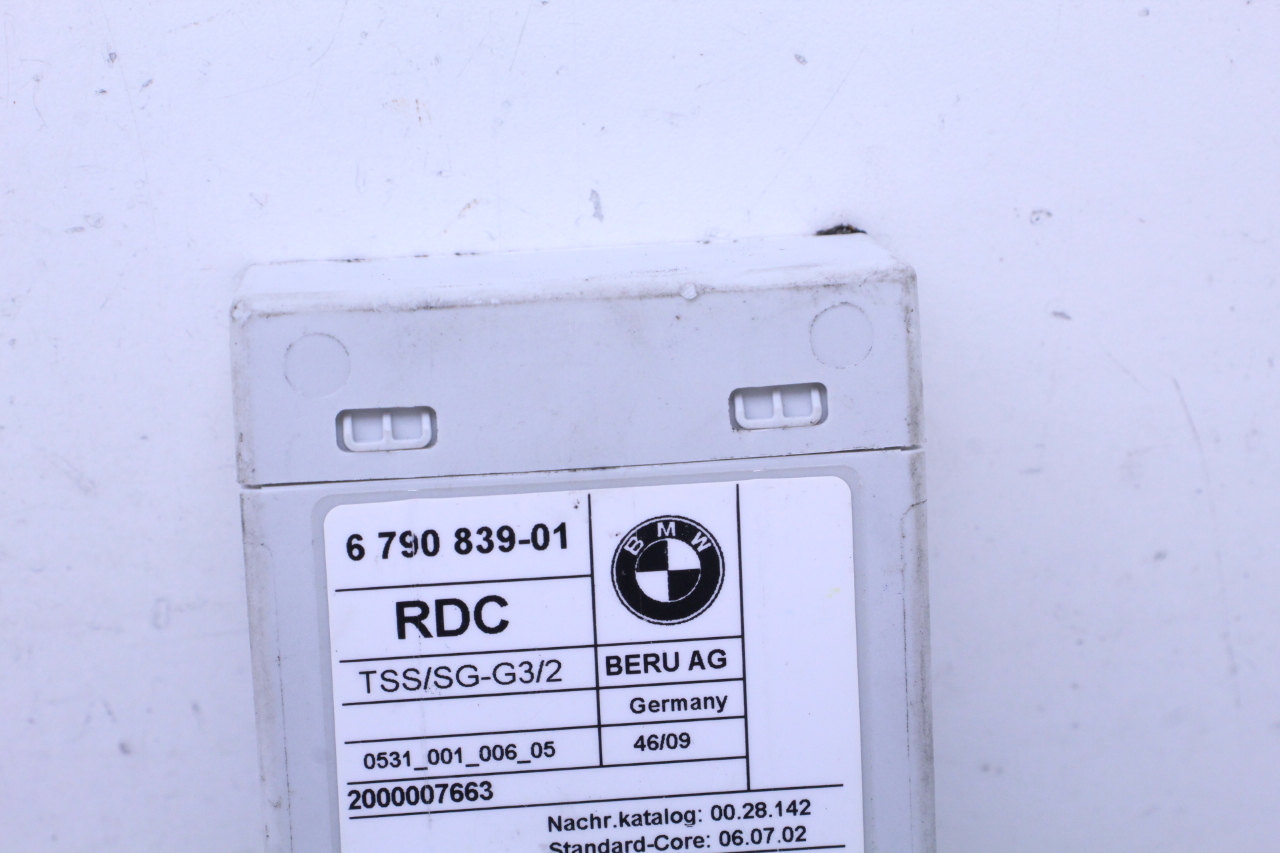 6 790 839-01
BMW
RDC
TSS/SG-G3/2
BERU AG
Germany
0531_001_006_05
46/09
2000007663
Nachr.katalog: 00.28.142
Standard-Core: 06.07.02